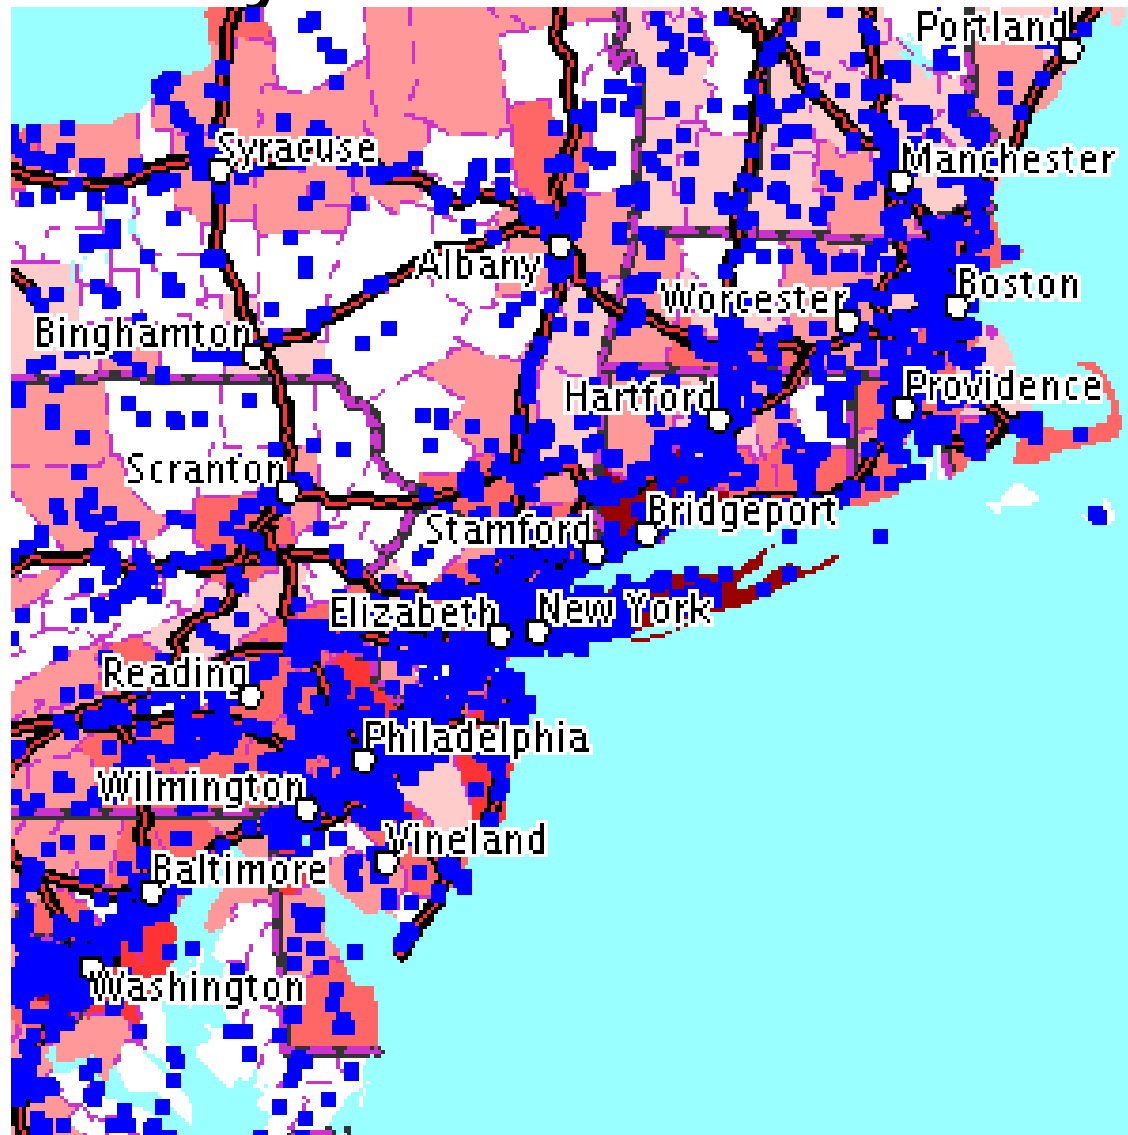 Portland
Syracuse
Manchester
Albany
Boston
Worcester
Binghamton
Hartford
Providence
Scranton
Bridgeport
Stamford
Elizabeth
New York
Reading
Philadelphia
Wilmington
Vineland
Baltimore
Washington